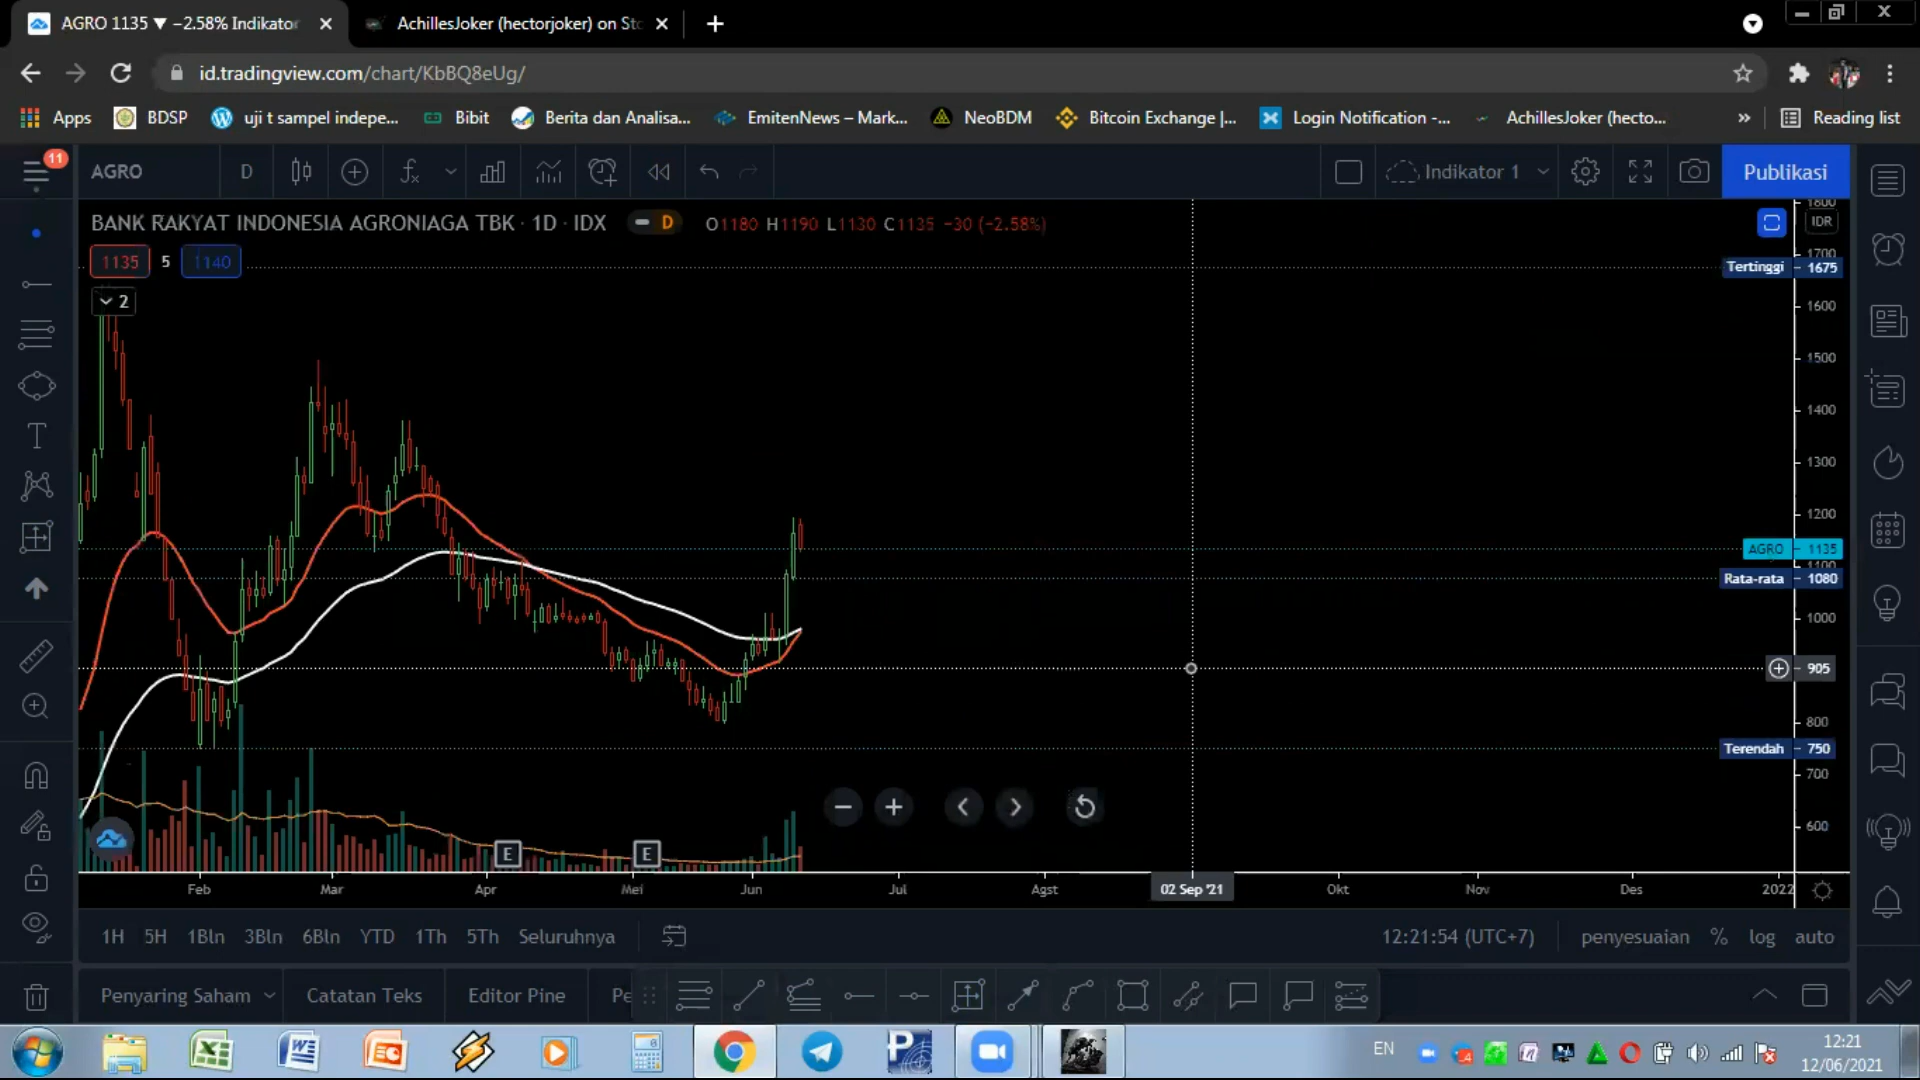 AGRO 1135 ▼ −2.58% Indikator
AchillesJoker (hectorjoker) on Sto
id.tradingview.com/chart/KbBQ8eUg/
Apps BDSP uji t sampel indepe... Bibit Berita dan Analisa... EmitenNews – Mark... NeoBDM Bitcoin Exchange |... Login Notification -... AchillesJoker (hecto... » Reading list
11
AGRO D Indikator 1 Publikasi
BANK RAKYAT INDONESIA AGRONIAGA TBK · 1D · IDX D O1180 H1190 L1130 C1135 −30 (−2.58%)
1135 5 1140
2
1800
IDR
1700
Tertinggi 1675
1600
1500
1400
1300
1200
AGRO 1135
1100
Rata-rata 1080
1000
905
800
Terendah 750
700
600
E E
Feb Mar Apr Mei Jun Jul Agst 02 Sep '21 Okt Nov Des 2022
1H 5H 1Bln 3Bln 6Bln YTD 1Th 5Th Seluruhnya 12:21:54 (UTC+7) penyesuaian % log auto
Penyaring Saham Catatan Teks Editor Pine Pe
EN 12:21
12/06/2021